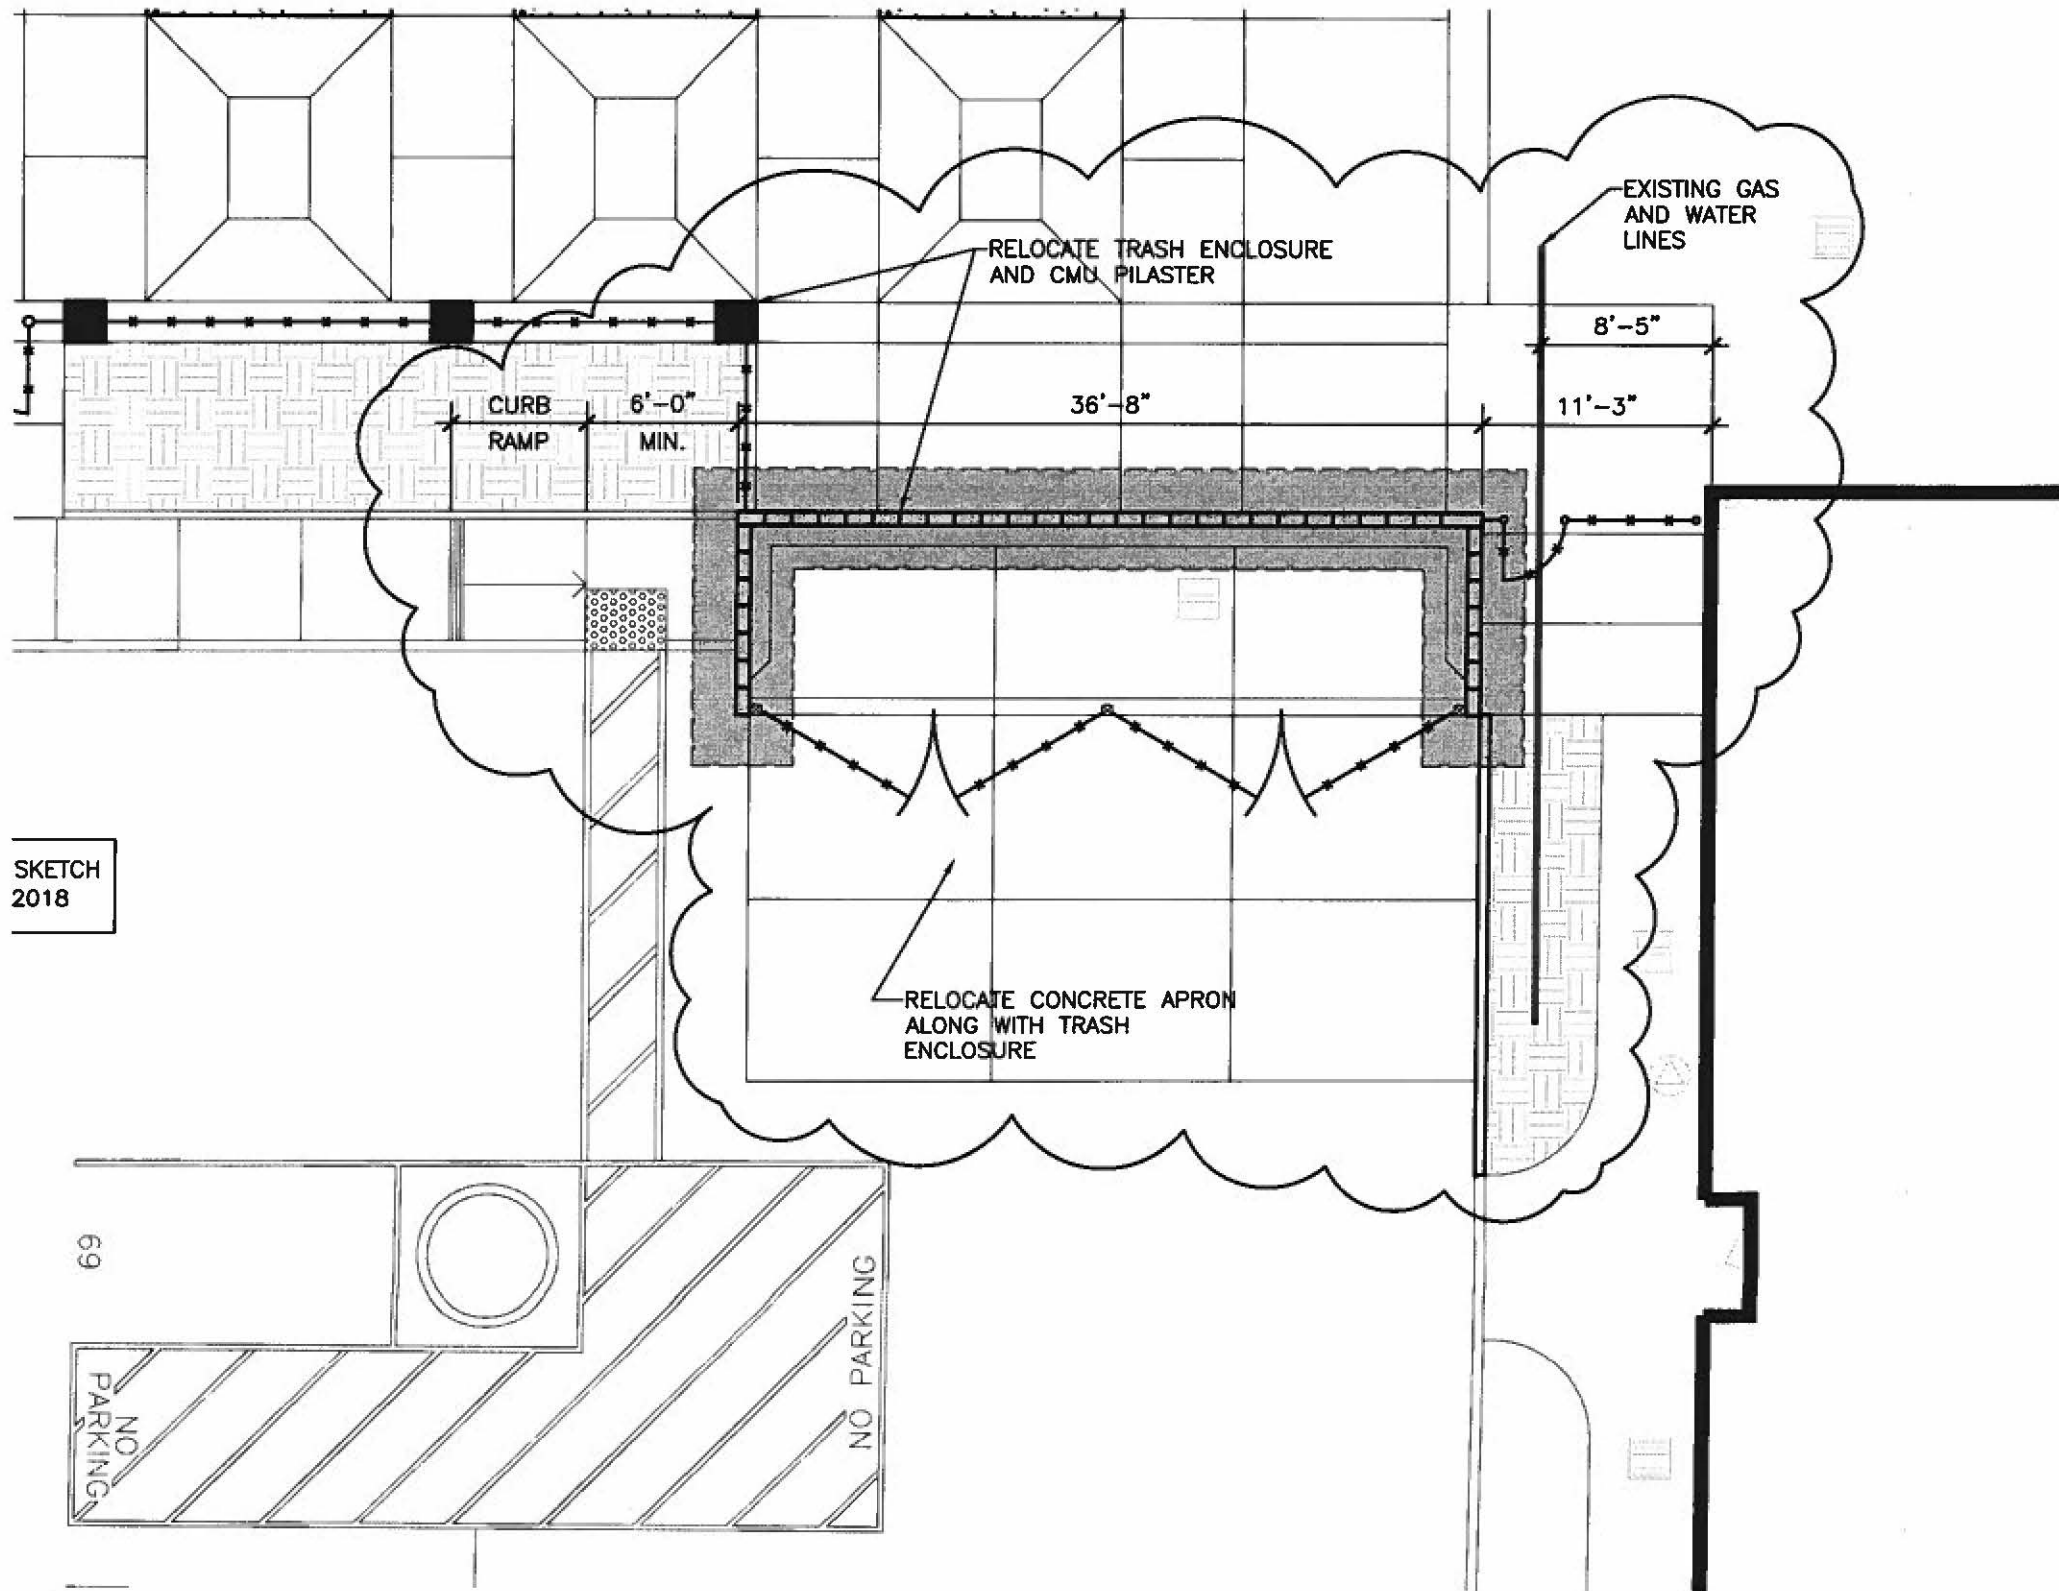 EXISTING GAS
AND WATER
LINES
RELOCATE TRASH ENCLOSURE
AND CMU PILASTER
8'-5"
CURB
RAMP
6'-0"
MIN.
36'-8"
11'-3"
SKETCH
2018
RELOCATE CONCRETE APRON
ALONG WITH TRASH
ENCLOSURE
69
NO PARKING
NO
PARKING